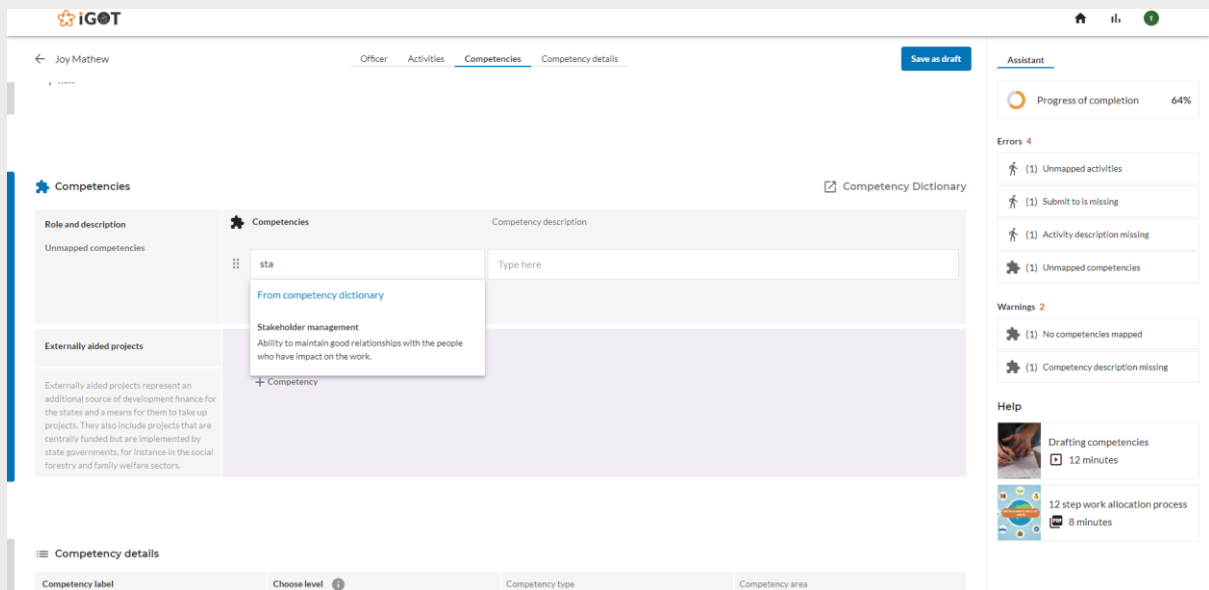 iGOT
T
Joy Mathew
Officer
Activities
Competencies
Competency details
Save as draft
Assistant
Progress of completion
64%
Errors 4
(1) Unmapped activities
(1) Submit to is missing
(1) Activity description missing
(1) Unmapped competencies
Warnings 2
(1) No competencies mapped
(1) Competency description missing
Help
Drafting competencies
12 minutes
12 step work allocation process
PDF
8 minutes
Competencies
Competency Dictionary
Role and description
Competencies
Competency description
Unmapped competencies
sta
Type here
From competency dictionary
Stakeholder management
Ability to maintain good relationships with the people
who have impact on the work.
+ Competency
Externally aided projects
Externally aided projects represent an
additional source of development finance for
the states and a means for them to take up
projects. They also include projects that are
centrally funded but are implemented by
state governments, for instance in the social
forestry and family welfare sectors.
Competency details
Competency label
Choose level
Competency type
Competency area